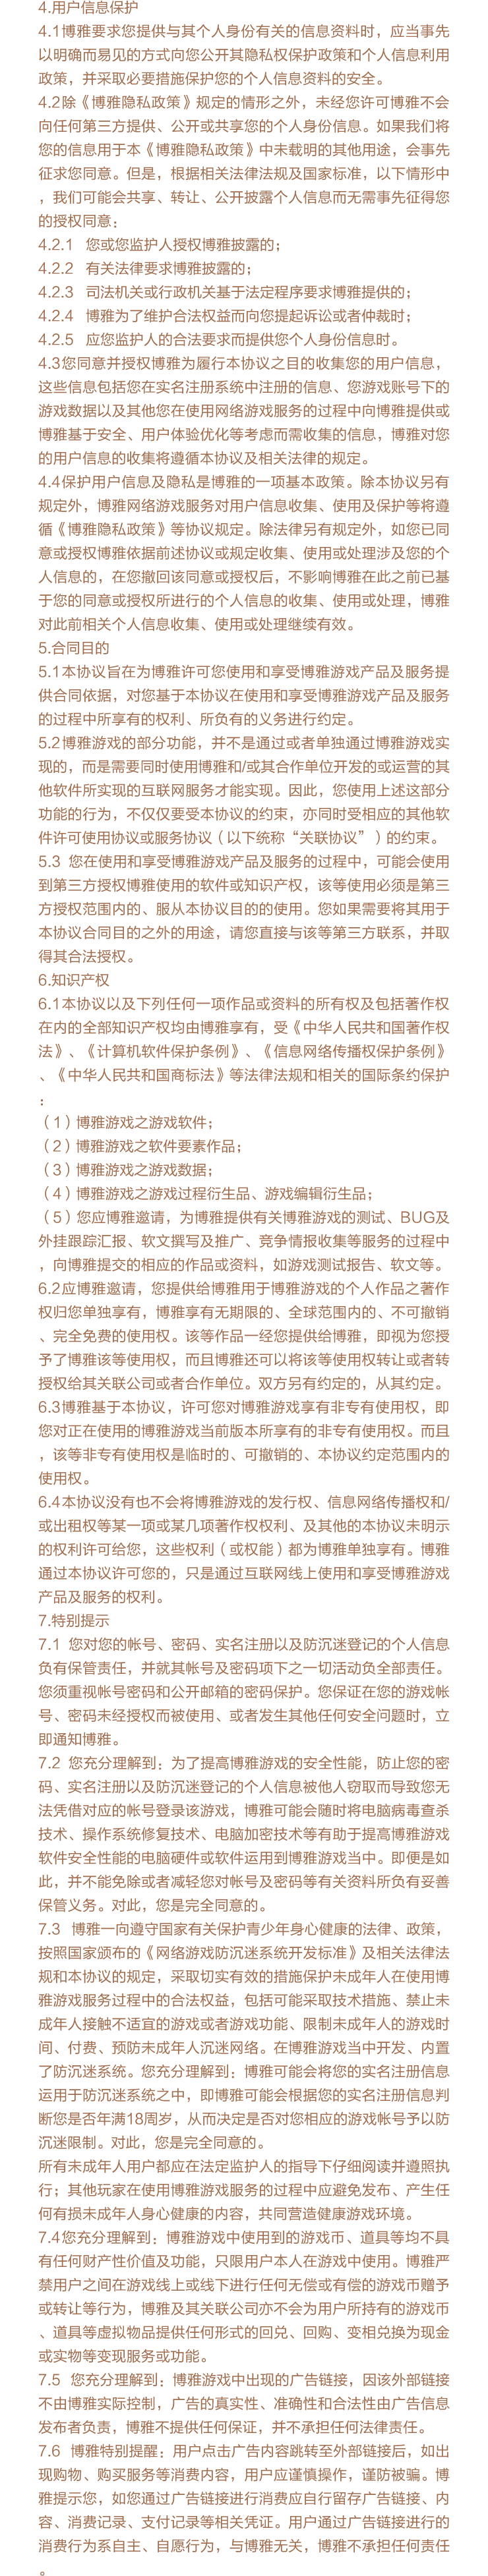 4.用户信息保护
4.1博雅要求您提供与其个人身份有关的信息资料时，应当事先
以明确而易见的方式向您公开其隐私权保护政策和个人信息利用
政策，并采取必要措施保护您的个人信息资料的安全。
4.2除《博雅隐私政策》规定的情形之外，未经您许可博雅不会
向任何第三方提供、公开或共享您的个人身份信息。如果我们将
您的信息用于本《博雅隐私政策》中未载明的其他用途，会事先
征求您同意。但是，根据相关法律法规及国家标准，以下情形中
，我们可能会共享、转让、公开披露个人信息而无需事先征得您
的授权同意：
4.2.1 您或您监护人授权博雅披露的；
4.2.2 有关法律要求博雅披露的；
4.2.3 司法机关或行政机关基于法定程序要求博雅提供的；
4.2.4 博雅为了维护合法权益而向您提起诉讼或者仲裁时；
4.2.5 应您监护人的合法要求而提供您个人身份信息时。
4.3您同意并授权博雅为履行本协议之目的收集您的用户信息，
这些信息包括您在实名注册系统中注册的信息、您游戏账号下的
游戏数据以及其他您在使用网络游戏服务的过程中向博雅提供或
博雅基于安全、用户体验优化等考虑而需收集的信息，博雅对您
的用户信息的收集将遵循本协议及相关法律的规定。
4.4保护用户信息及隐私是博雅的一项基本政策。除本协议另有
规定外，博雅网络游戏服务对用户信息收集、使用及保护等将遵
循《博雅隐私政策》等协议规定。除法律另有规定外，如您已同
意或授权博雅依据前述协议或规定收集、使用或处理涉及您的个
人信息的，在您撤回该同意或授权后，不影响博雅在此之前已基
于您的同意或授权所进行的个人信息的收集、使用或处理，博雅
对此前相关个人信息收集、使用或处理继续有效。
5.合同目的
5.1本协议旨在为博雅许可您使用和享受博雅游戏产品及服务提
供合同依据，对您基于本协议在使用和享受博雅游戏产品及服务
的过程中所享有的权利、所负有的义务进行约定。
5.2博雅游戏的部分功能，并不是通过或者单独通过博雅游戏实
现的，而是需要同时使用博雅和/或其合作单位开发的或运营的其
他软件所实现的互联网服务才能实现。因此，您使用上述这部分
功能的行为，不仅仅要受本协议的约束，亦同时受相应的其他软
件许可使用协议或服务协议（以下统称“关联协议”）的约束。
5.3 您在使用和享受博雅游戏产品及服务的过程中，可能会使用
到第三方授权博雅使用的软件或知识产权，该等使用必须是第三
方授权范围内的、服从本协议目的的使用。您如果需要将其用于
本协议合同目的之外的用途，请您直接与该等第三方联系，并取
得其合法授权。
6.知识产权
6.1本协议以及下列任何一项作品或资料的所有权及包括著作权
在内的全部知识产权均由博雅享有，受《中华人民共和国著作权
法》、《计算机软件保护条例》、《信息网络传播权保护条例》
、《中华人民共和国商标法》等法律法规和相关的国际条约保护
：
（1）博雅游戏之游戏软件；
（2）博雅游戏之软件要素作品；
（3）博雅游戏之游戏数据；
（4）博雅游戏之游戏过程衍生品、游戏编辑衍生品；
（5）您应博雅邀请，为博雅提供有关博雅游戏的测试、BUG及
外挂跟踪汇报、软文撰写及推广、竞争情报收集等服务的过程中
，向博雅提交的相应的作品或资料，如游戏测试报告、软文等。
6.2应博雅邀请，您提供给博雅用于博雅游戏的个人作品之著作
权归您单独享有，博雅享有无期限的、全球范围内的、不可撤销
、完全免费的使用权。该等作品一经您提供给博雅，即视为您授
予了博雅该等使用权，而且博雅还可以将该等使用权转让或者转
授权给其关联公司或者合作单位。双方另有约定的，从其约定。
6.3博雅基于本协议，许可您对博雅游戏享有非专有使用权，即
您对正在使用的博雅游戏当前版本所享有的非专有使用权。而且
，该等非专有使用权是临时的、可撤销的、本协议约定范围内的
使用权。
6.4本协议没有也不会将博雅游戏的发行权、信息网络传播权和/
或出租权等某一项或某几项著作权权利、及其他的本协议未明示
的权利许可给您，这些权利（或权能）都为博雅单独享有。博雅
通过本协议许可您的，只是通过互联网线上使用和享受博雅游戏
产品及服务的权利。
7.特别提示
7.1 您对您的帐号、密码、实名注册以及防沉迷登记的个人信息
负有保管责任，并就其帐号及密码项下之一切活动负全部责任。
您须重视帐号密码和公开邮箱的密码保护。您保证在您的游戏帐
号、密码未经授权而被使用、或者发生其他任何安全问题时，立
即通知博雅。
7.2 您充分理解到：为了提高博雅游戏的安全性能，防止您的密
码、实名注册以及防沉迷登记的个人信息被他人窃取而导致您无
法凭借对应的帐号登录该游戏，博雅可能会随时将电脑病毒查杀
技术、操作系统修复技术、电脑加密技术等有助于提高博雅游戏
软件安全性能的电脑硬件或软件运用到博雅游戏当中。即便是如
此，并不能免除或者减轻您对帐号及密码等有关资料所负有妥善
保管义务。对此，您是完全同意的。
7.3 博雅一向遵守国家有关保护青少年身心健康的法律、政策，
按照国家颁布的《网络游戏防沉迷系统开发标准》及相关法律法
规和本协议的规定，采取切实有效的措施保护未成年人在使用博
雅游戏服务过程中的合法权益，包括可能采取技术措施、禁止未
成年人接触不适宜的游戏或者游戏功能、限制未成年人的游戏时
间、付费、预防未成年人沉迷网络。在博雅游戏当中开发、内置
了防沉迷系统。您充分理解到：博雅可能会将您的实名注册信息
运用于防沉迷系统之中，即博雅可能会根据您的实名注册信息判
断您是否年满18周岁，从而决定是否对您相应的游戏帐号予以防
沉迷限制。对此，您是完全同意的。
所有未成年人用户都应在法定监护人的指导下仔细阅读并遵照执
行；其他玩家在使用博雅游戏服务的过程中应避免发布、产生任
何有损未成年人身心健康的内容，共同营造健康游戏环境。
7.4您充分理解到：博雅游戏中使用到的游戏币、道具等均不具
有任何财产性价值及功能，只限用户本人在游戏中使用。博雅严
禁用户之间在游戏线上或线下进行任何无偿或有偿的游戏币赠予
或转让等行为，博雅及其关联公司亦不会为用户所持有的游戏币
、道具等虚拟物品提供任何形式的回兑、回购、变相兑换为现金
或实物等变现服务或功能。
7.5 您充分理解到：博雅游戏中出现的广告链接，因该外部链接
不由博雅实际控制，广告的真实性、准确性和合法性由广告信息
发布者负责，博雅不提供任何保证，并不承担任何法律责任。
7.6 博雅特别提醒：用户点击广告内容跳转至外部链接后，如出
现购物、购买服务等消费内容，用户应谨慎操作，谨防被骗。博
雅提示您，如您通过广告链接进行消费应自行留存广告链接、内
容、消费记录、支付记录等相关凭证。用户通过广告链接进行的
消费行为系自主、自愿行为，与博雅无关，博雅不承担任何责任
。